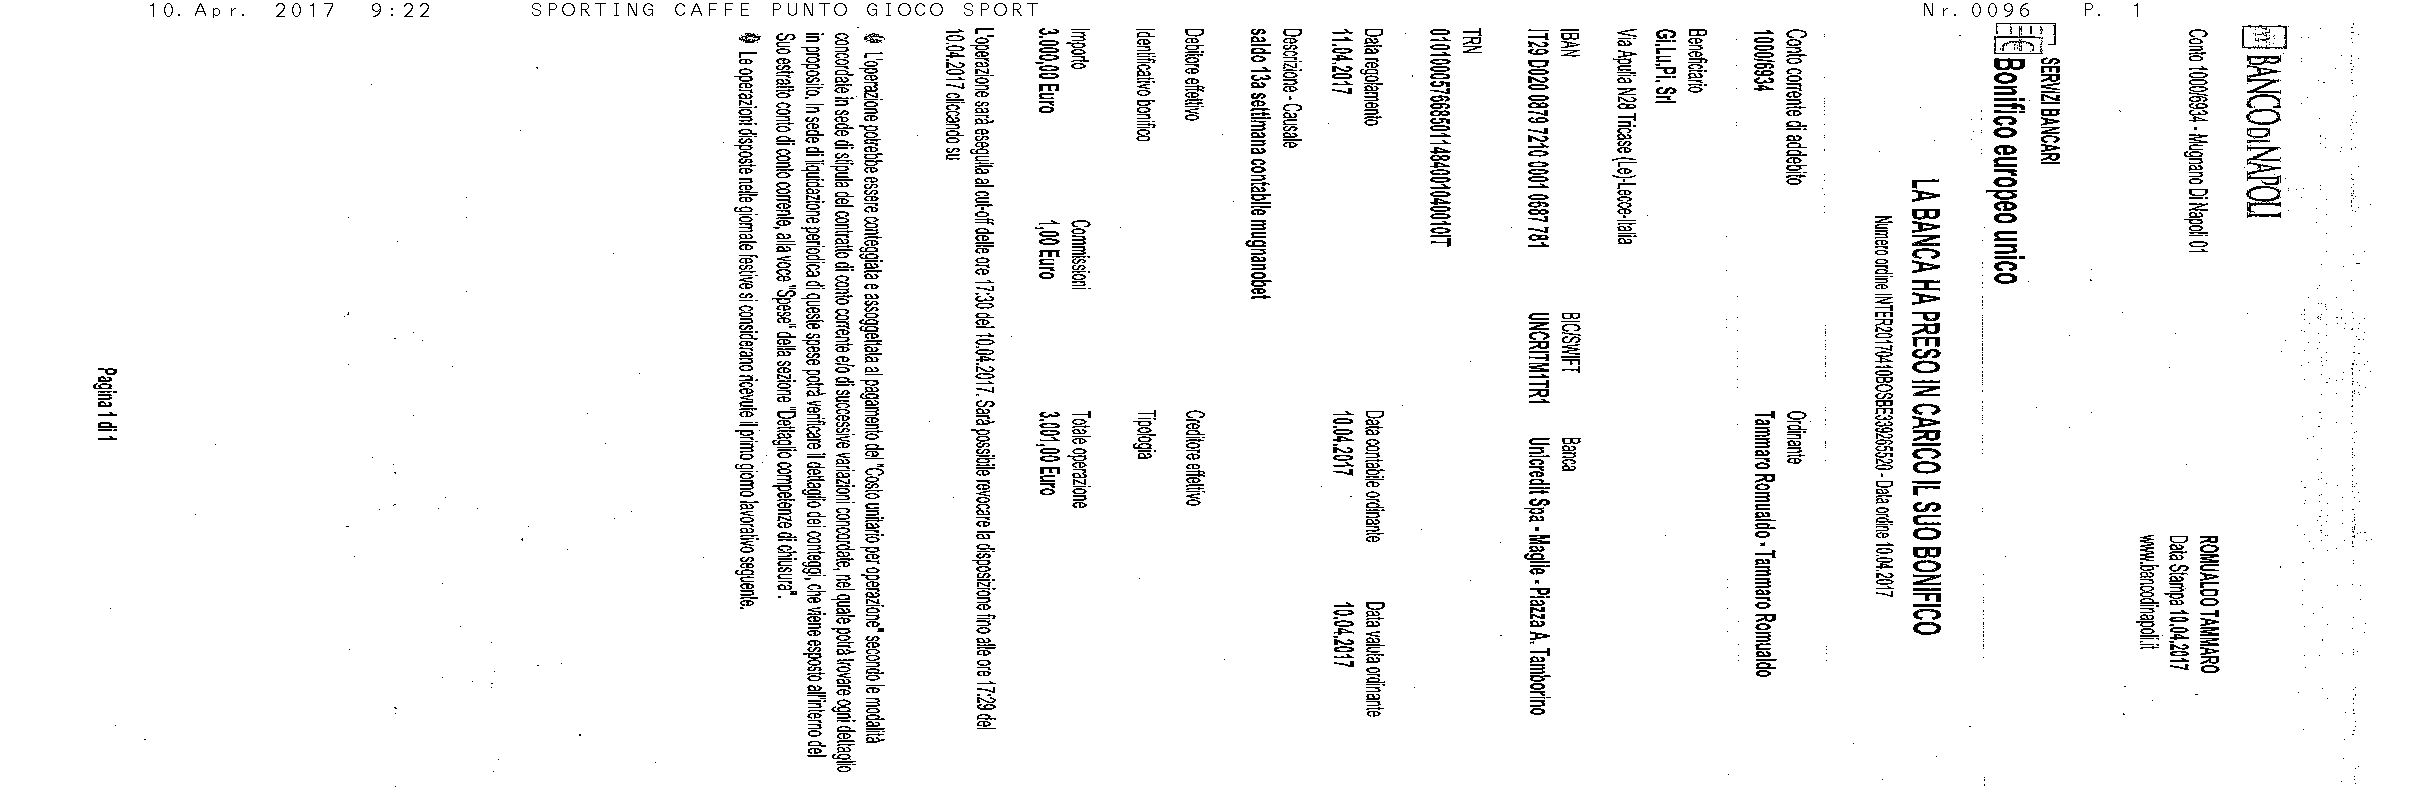 10. Apr. 2017 9:22 SPORTING CAFFE PUNTO GIOCO SPORT Nr. 0096 P. 1
BANCO DI NAPOLI
Conto 1000/6934 - Mugnano Di Napoli 01
ROMUALDO TAMMARO
Data Stampa 10.04.2017
www.bancodinapoli.it
SERVIZI BANCARI
Bonifico europeo unico
LA BANCA HA PRESO IN CARICO IL SUO BONIFICO
Numero ordine INTER20170410BOSBE339265520 - Data ordine 10.04.2017
Conto corrente di addebito Ordinante
1000/6934 Tammaro Romualdo - Tammaro Romualdo
Beneficiario
Gi.Lu.Pi. Srl
Via Apulia N28 Tricase (Le)-Lecce-Italia
IBAN BIC/SWIFT Banca
IT29 D020 0879 7210 0001 0687 781 UNCRITM1TR1 Unicredit Spa - Maglie - Piazza A. Tamborino
TRN
0101000576685011484001040010IT
Data regolamento Data contabile ordinante Data valuta ordinante
11.04.2017 10.04.2017 10.04.2017
Descrizione - Causale
saldo 13a settimana contabile mugnanobet
Debitore effettivo Creditore effettivo
Identificativo bonifico Tipologia
Importo Commissioni Totale operazione
3.000,00 Euro 1,00 Euro 3.001,00 Euro
L'operazione sarà eseguita al cut-off delle ore 17:30 del 10.04.2017. Sarà possibile revocare la disposizione fino alle ore 17:29 del
10.04.2017 cliccando su
L'operazione potrebbe essere conteggiata e assoggettata al pagamento del "Costo unitario per operazione" secondo le modalità
concordate in sede di stipula del contratto di conto corrente e/o di successive variazioni concordate, nel quale potrà trovare ogni dettaglio
in proposito. In sede di liquidazione periodica di queste spese potrà verificare il dettaglio dei conteggi, che viene esposto all'interno del
Suo estratto conto di conto corrente, alla voce "Spese" della sezione "Dettaglio competenze di chiusura".
Le operazioni disposte nelle giornate festive si considerano ricevute il primo giorno lavorativo seguente.
Pagina 1 di 1